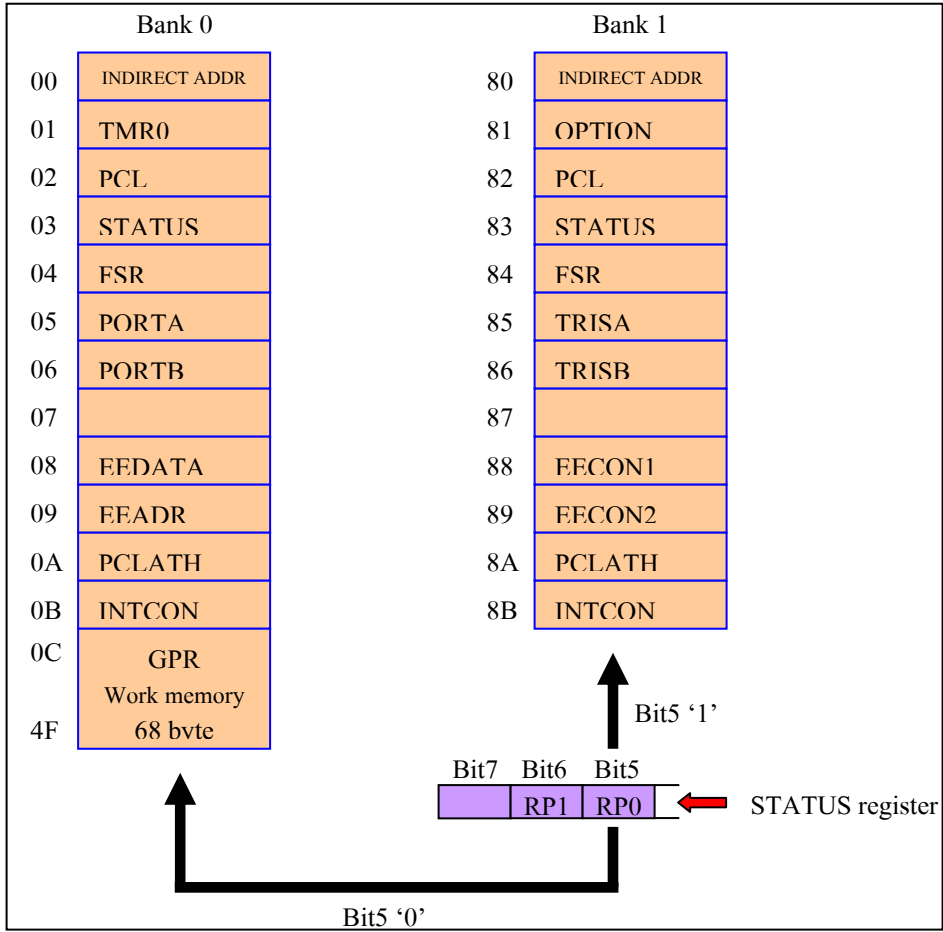 Bank 0
00 INDIRECT ADDR
01 TMR0
02 PCL
03 STATUS
04 FSR
05 PORTA
06 PORTB
07
08 EEDATA
09 EEADR
0A PCLATH
0B INTCON
0C GPR
Work memory
4F 68 byte
Bank 1
80 INDIRECT ADDR
81 OPTION
82 PCL
83 STATUS
84 FSR
85 TRISA
86 TRISB
87
88 EECON1
89 EECON2
8A PCLATH
8B INTCON
Bit5 ‘1’
Bit7 Bit6 Bit5
RP1 RP0 STATUS register
Bit5 ‘0’